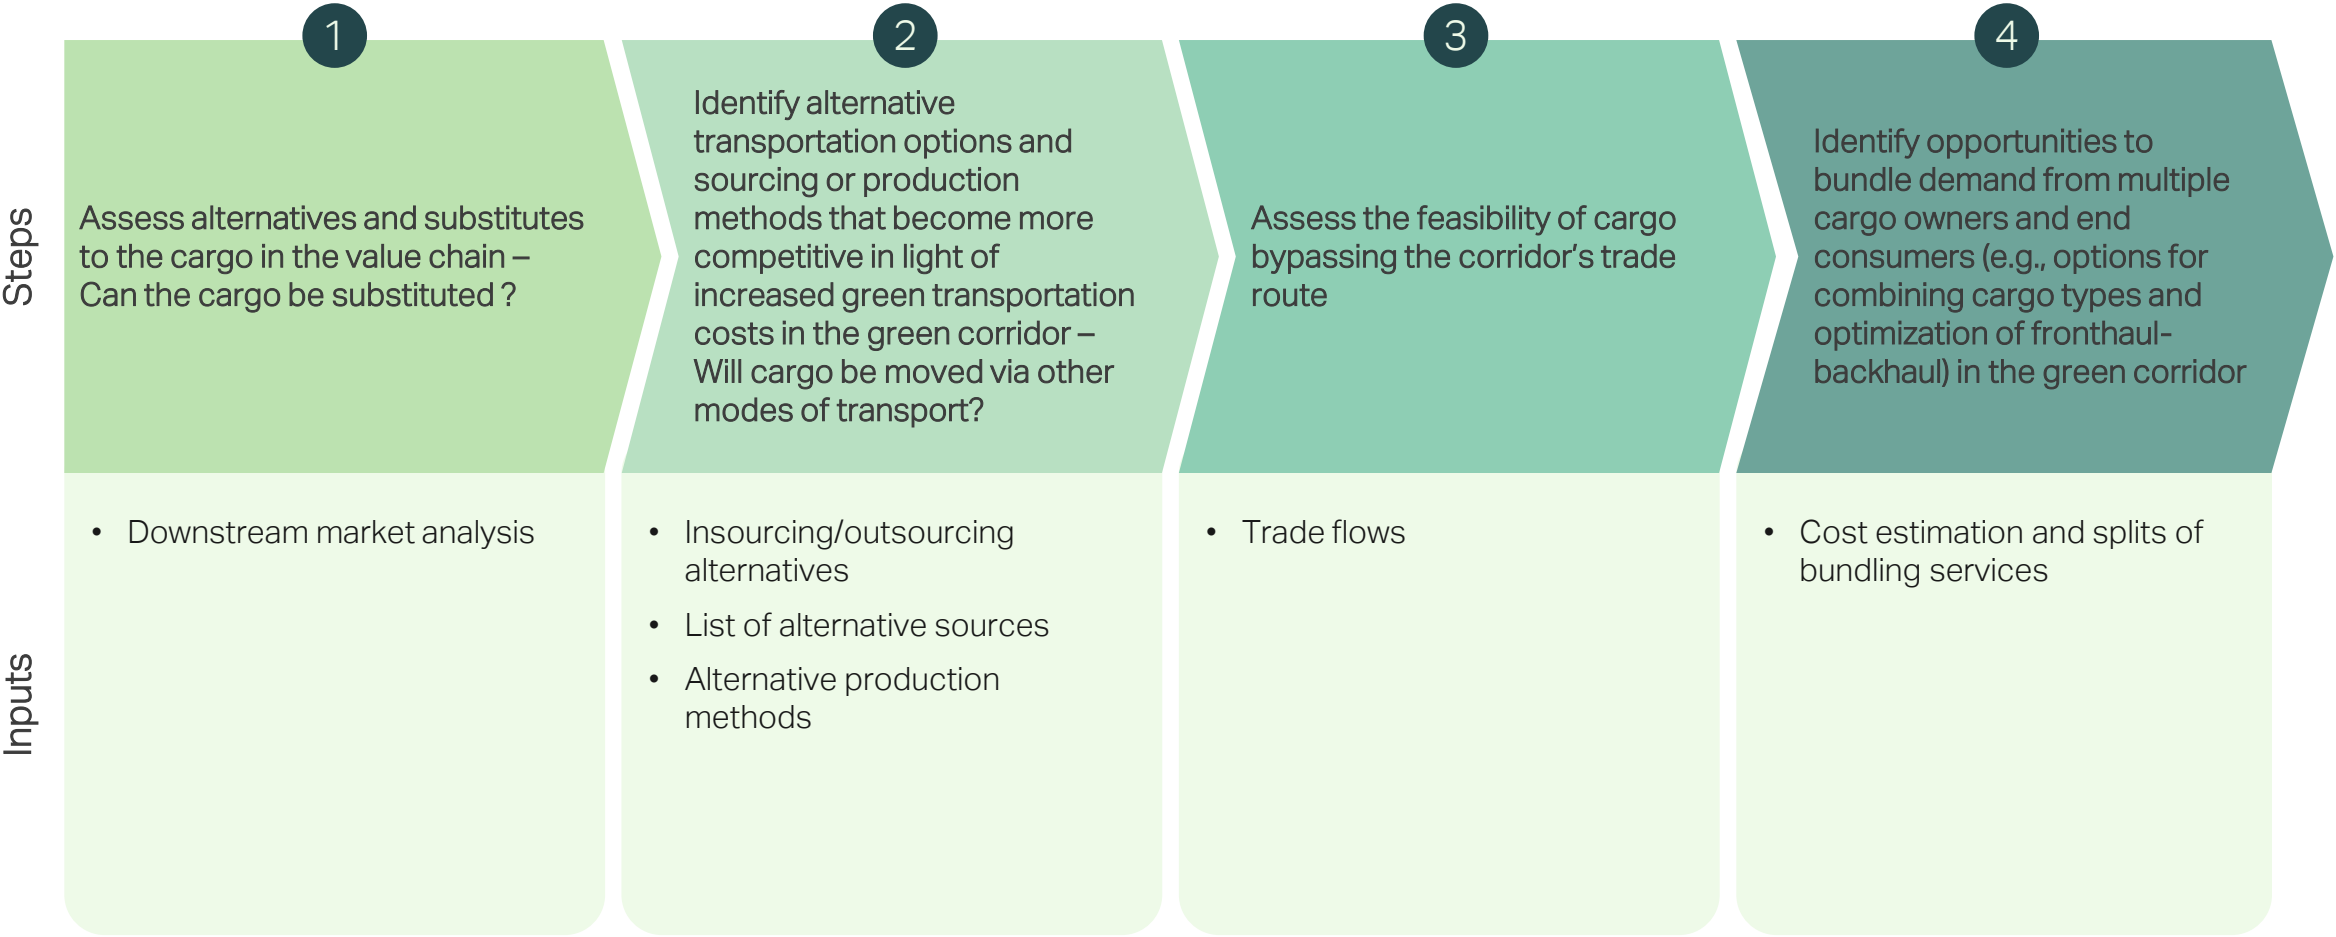 1
2
3
4
Steps
Assess alternatives and substitutes
to the cargo in the value chain –
Can the cargo be substituted ?
Identify alternative
transportation options and
sourcing or production
methods that become more
competitive in light of
increased green transportation
costs in the green corridor –
Will cargo be moved via other
modes of transport?
Assess the feasibility of cargo
bypassing the corridor’s trade
route
Identify opportunities to
bundle demand from multiple
cargo owners and end
consumers (e.g., options for
combining cargo types and
optimization of fronthaul-
backhaul) in the green corridor
Inputs
• Downstream market analysis
• Insourcing/outsourcing
alternatives
• List of alternative sources
• Alternative production
methods
• Trade flows
• Cost estimation and splits of
bundling services